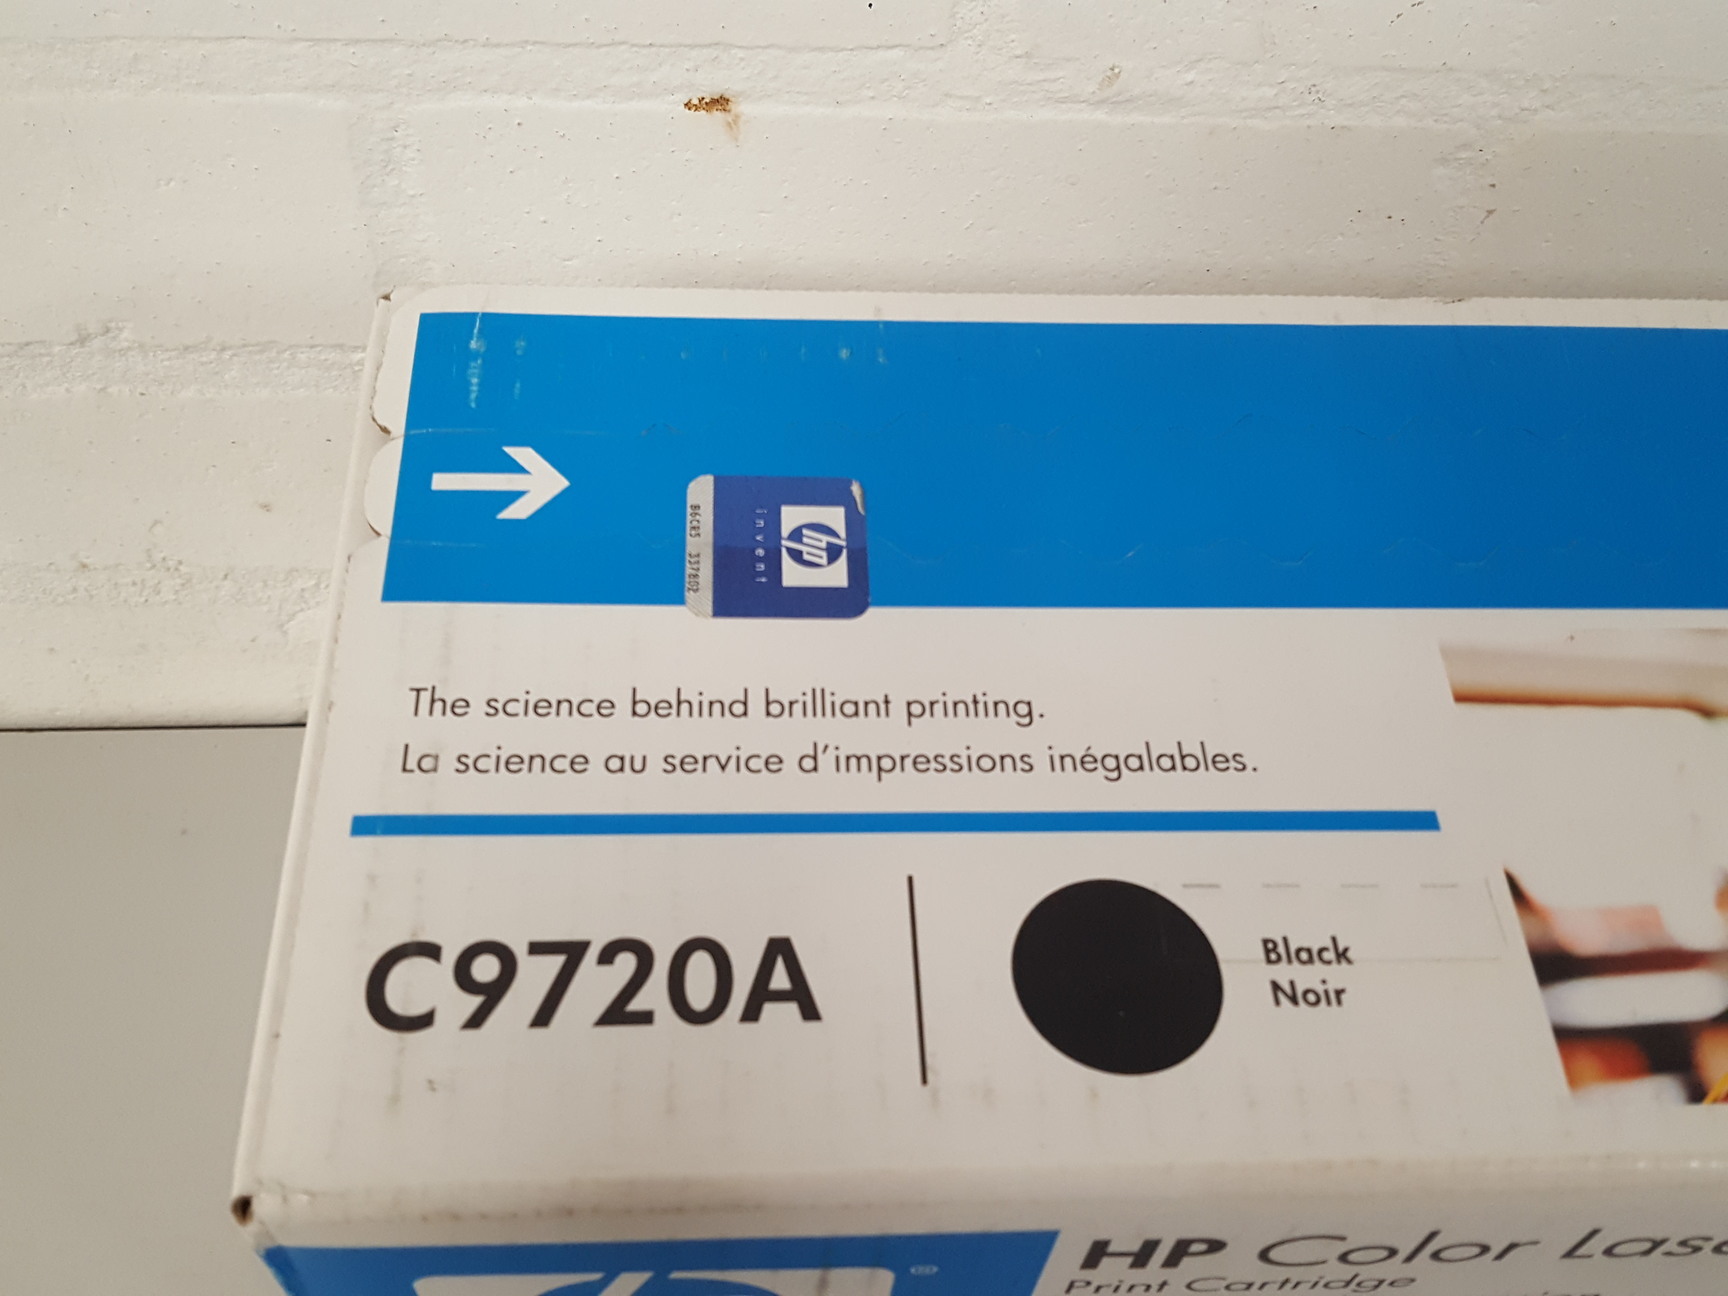 hp
invent
The science behind brilliant printing.
La science au service d'impressions inégalables.
C9720A
Black
Noir
HP Color
Print Cartridge